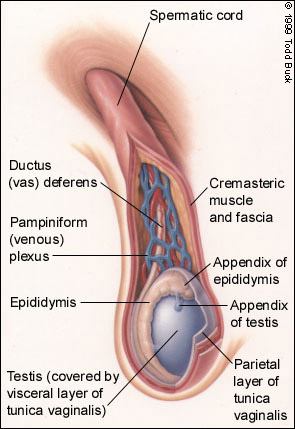 © 1999 Todd Buck
Spermatic cord
Ductus
(vas) deferens
Cremasteric
muscle
and fascia
Pampiniform
(venous)
plexus
Appendix of
epididymis
Epididymis
Appendix
of testis
Testis (covered by
visceral layer of
tunica vaginalis)
Parietal
layer of
tunica
vaginalis